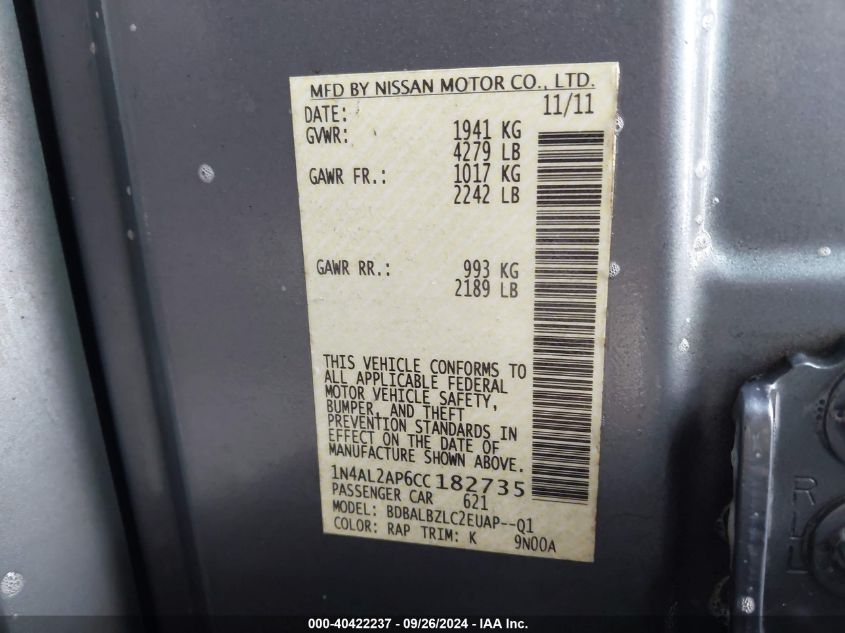 MFD BY NISSAN MOTOR CO., LTD.
DATE: 11/11
GVWR: 1941 KG
4279 LB
GAWR FR.: 1017 KG
2242 LB
GAWR RR.: 993 KG
2189 LB
THIS VEHICLE CONFORMS TO
ALL APPLICABLE FEDERAL
MOTOR VEHICLE SAFETY,
BUMPER, AND THEFT
PREVENTION STANDARDS IN
EFFECT ON THE DATE OF
MANUFACTURE SHOWN ABOVE.
1N4AL2AP6CC182735
PASSENGER CAR 621
MODEL: BDBALBZLC2EUAP--Q1
COLOR: RAP TRIM: K 9N00A
000-40422237 - 09/26/2024 - IAA Inc.